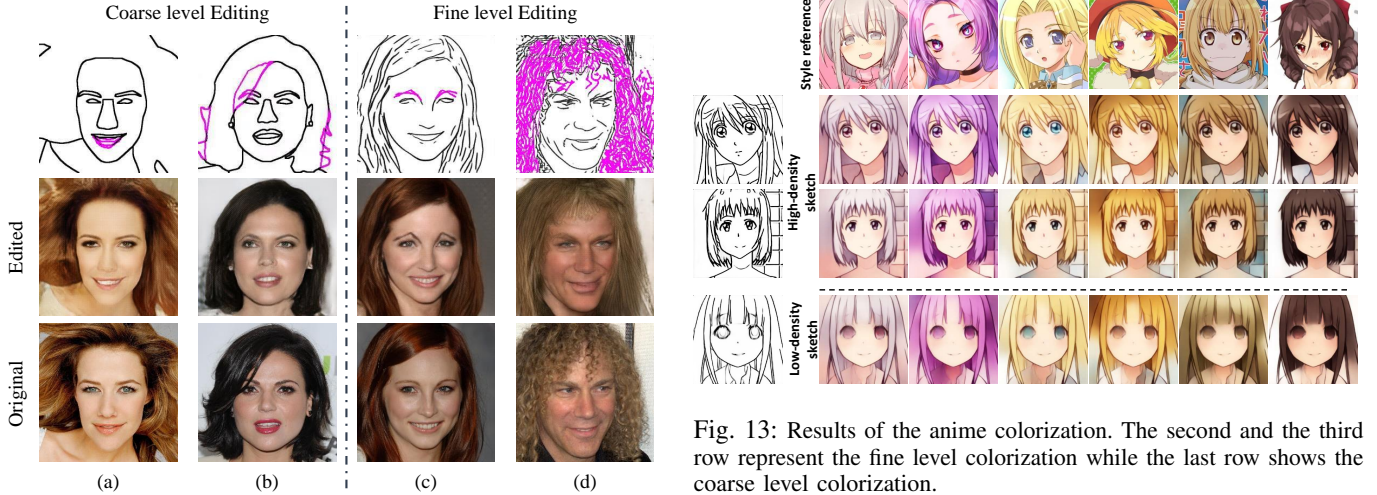 Coarse level Editing
Fine level Editing
Edited
Original
(a)
(b)
(c)
(d)
Style reference
High-density
sketch
Low-density
sketch
Fig. 13: Results of the anime colorization. The second and the third
row represent the fine level colorization while the last row shows the
coarse level colorization.